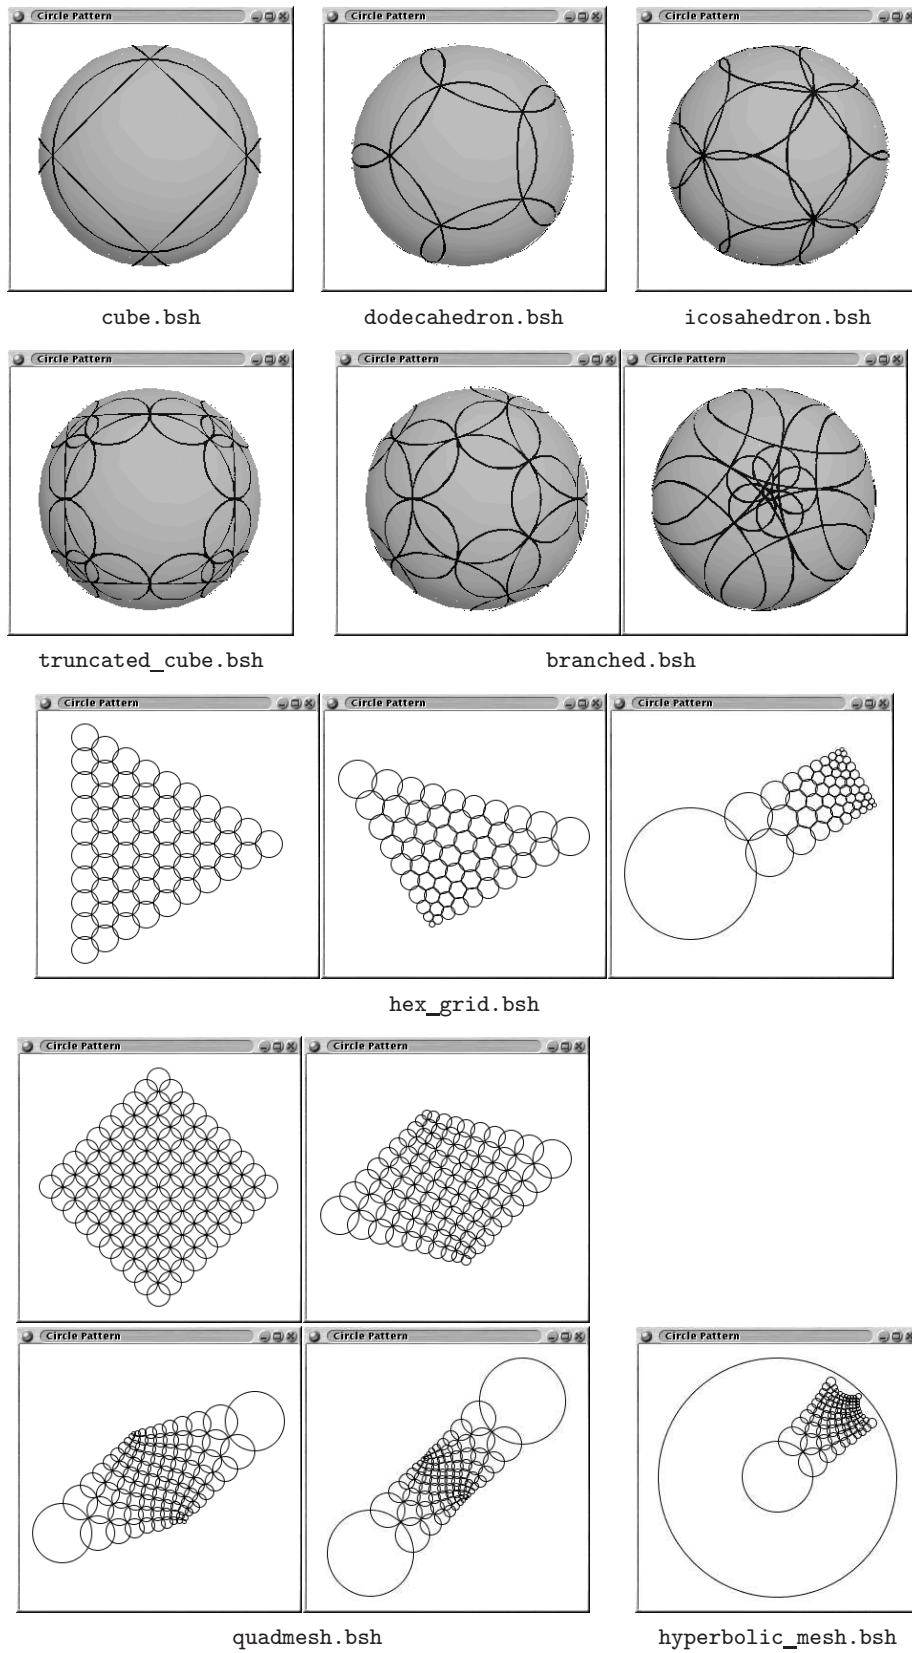 Circle Pattern
Circle Pattern
Circle Pattern
cube.bsh
dodecahedron.bsh
icosahedron.bsh
Circle Pattern
Circle Pattern
Circle Pattern
truncated_cube.bsh
branched.bsh
Circle Pattern
Circle Pattern
Circle Pattern
hex_grid.bsh
Circle Pattern
Circle Pattern
Circle Pattern
Circle Pattern
Circle Pattern
quadmesh.bsh
hyperbolic_mesh.bsh